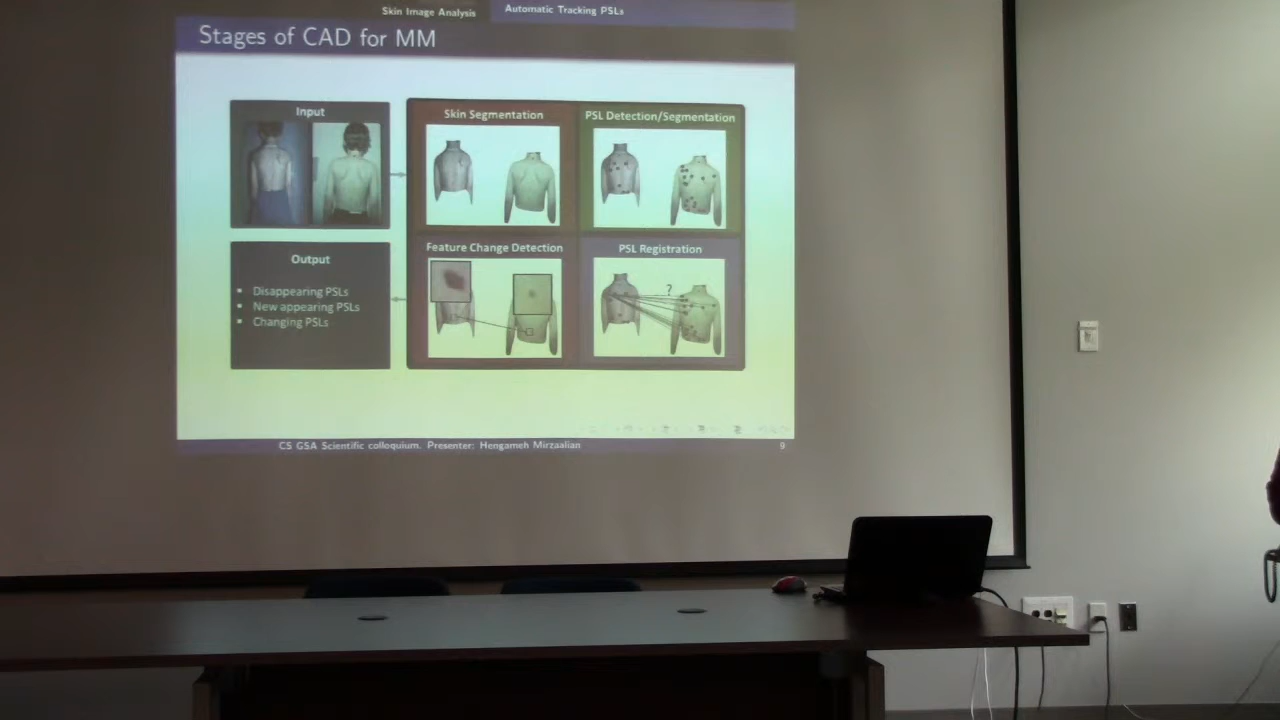 Skin Image Analysis
Automatic Tracking PSLs
Stages of CAD for MM
Input
Skin Segmentation
PSL Detection/Segmentation
Output
▪ Disappearing PSLs
▪ New appearing PSLs
▪ Changing PSLs
Feature Change Detection
PSL Registration
?
CS GSA Scientific colloquium. Presenter: Hengameh Mirzaalian
9